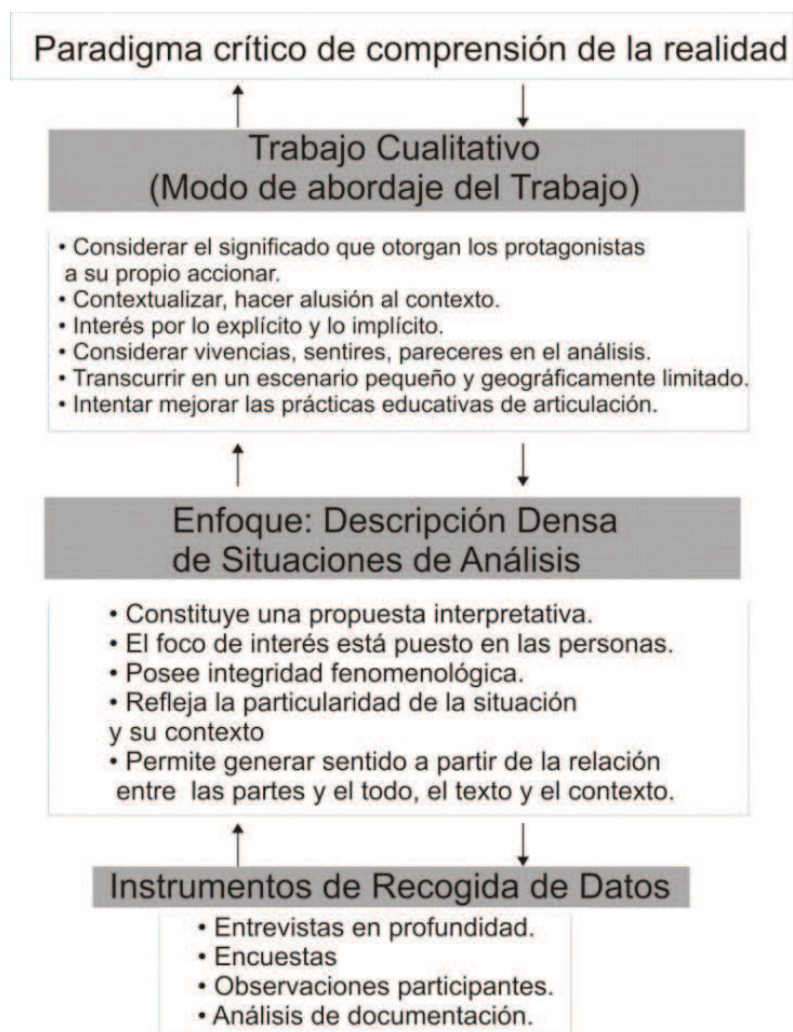 Paradigma crítico de comprensión de la realidad
Trabajo Cualitativo
(Modo de abordaje del Trabajo)
• Considerar el significado que otorgan los protagonistas
a su propio accionar.
• Contextualizar, hacer alusión al contexto.
• Interés por lo explícito y lo implícito.
• Considerar vivencias, sentires, pareceres en el análisis.
• Transcurrir en un escenario pequeño y geográficamente limitado.
• Intentar mejorar las prácticas educativas de articulación.
Enfoque: Descripción Densa
de Situaciones de Análisis
• Constituye una propuesta interpretativa.
• El foco de interés está puesto en las personas.
• Posee integridad fenomenológica.
• Refleja la particularidad de la situación
y su contexto
• Permite generar sentido a partir de la relación
entre las partes y el todo, el texto y el contexto.
Instrumentos de Recogida de Datos
• Entrevistas en profundidad.
• Encuestas
• Observaciones participantes.
• Análisis de documentación.